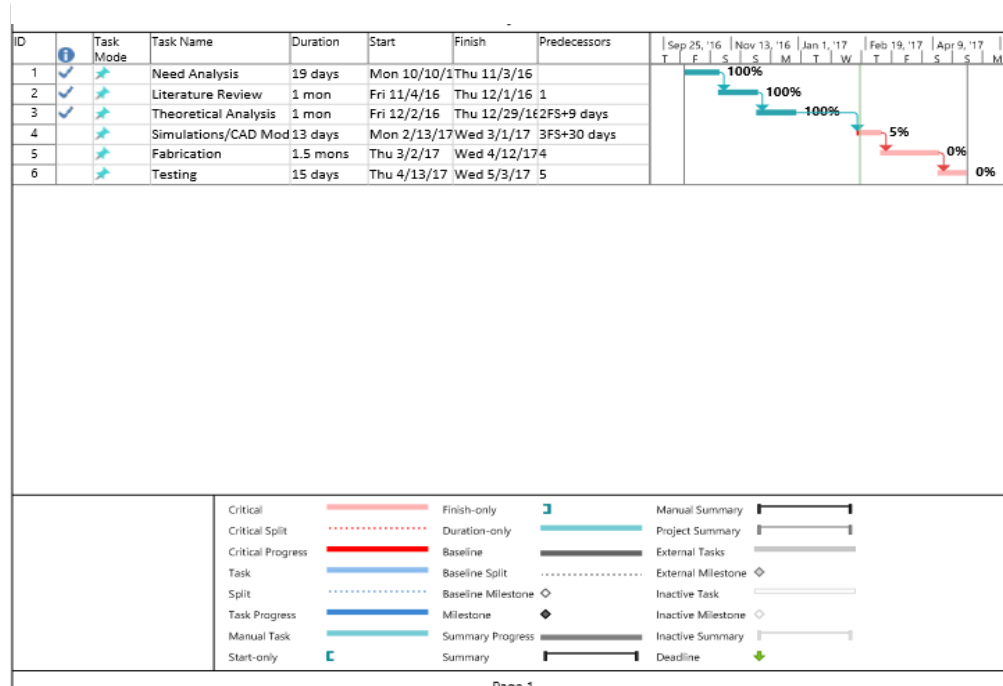 ID Task Mode Task Name Duration Start Finish Predecessors Sep 25, '16 Nov 13, '16 Jan 1, '17 Feb 19, '17 Apr 9, '17
T F S S M T W T F S S M
1 Need Analysis 19 days Mon 10/10/1 Thu 11/3/16 100%
2 Literature Review 1 mon Fri 11/4/16 Thu 12/1/16 1 100%
3 Theoretical Analysis 1 mon Fri 12/2/16 Thu 12/29/16 2FS+9 days 100%
4 Simulations/CAD Mod 13 days Mon 2/13/17 Wed 3/1/17 3FS+30 days 5%
5 Fabrication 1.5 mons Thu 3/2/17 Wed 4/12/17 4 0%
6 Testing 15 days Thu 4/13/17 Wed 5/3/17 5 0%
Critical Finish-only Manual Summary
Critical Split Duration-only Project Summary
Critical Progress Baseline External Tasks
Task Baseline Split External Milestone
Split Baseline Milestone Inactive Task
Task Progress Milestone Inactive Milestone
Manual Task Summary Progress Inactive Summary
Start-only Summary Deadline
Page 1